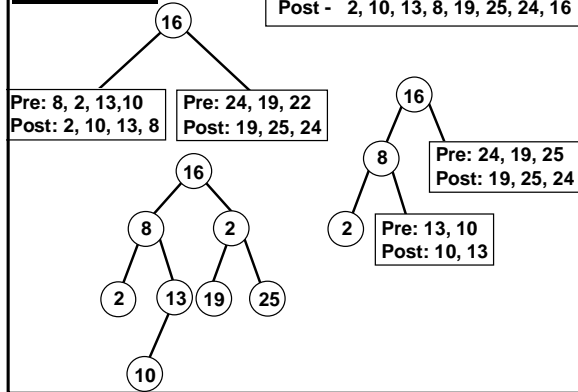 Post - 2, 10, 13, 8, 19, 25, 24, 16
16
Pre: 8, 2, 13,10
Post: 2, 10, 13, 8
Pre: 24, 19, 22
Post: 19, 25, 24
16
8
Pre: 24, 19, 25
Post: 19, 25, 24
2
Pre: 13, 10
Post: 10, 13
16
8 2
2 13 19 25
10